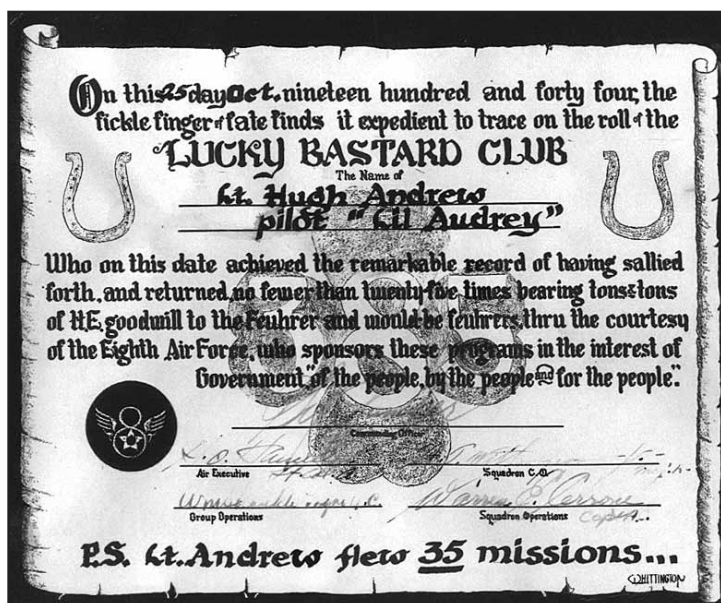 On this 25 day Oct. nineteen hundred and forty four, the
fickle finger of fate finds it expedient to trace on the roll of the
"LUCKY BASTARD CLUB
The Name of
Lt. Hugh Andrew
pilot "Lil Audrey"
Who on this date achieved the remarkable record of having sallied
forth, and returned, no fewer than twenty-five times bearing tons & tons
of H.E. goodwill to the Feuhrer and would be feuhrers, thru the courtesy
of the Eighth Air Force, who sponsors these programs in the interest of
Government "of the people, by the people and for the people".
Commanding Officer
Air Executive
Squadron C.O.
Warren E. Cerrone
Capt. A.C.
Group Operations
Squadron Operations
P.S. Lt. Andrew flew 35 missions...
WHITTINGTON